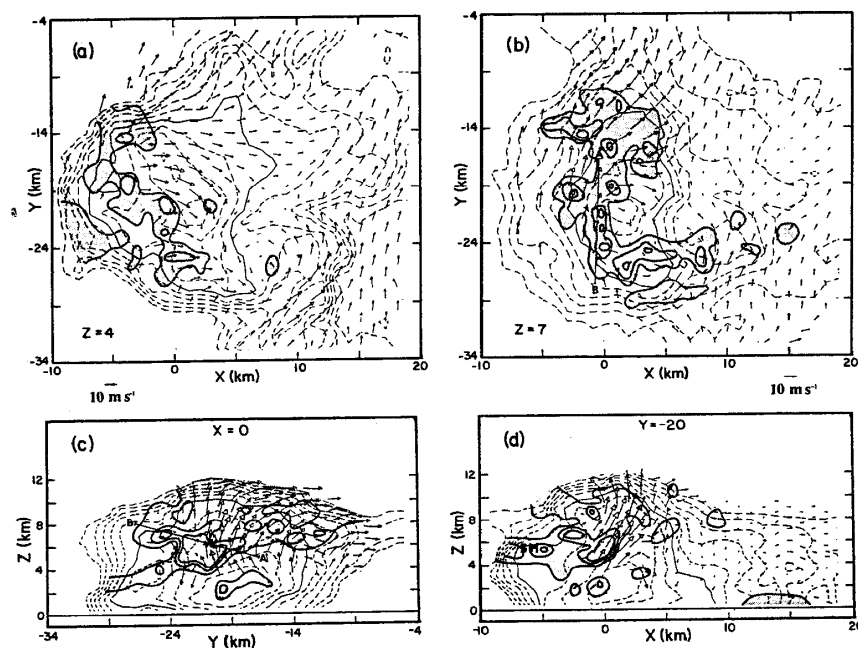 (a)
(b)
-4
-14
-24
-34
Y (km)
Z = 4
-10
0
10
20
X (km)
10 m s⁻¹
-4
-14
-24
-34
Y (km)
Z = 7
B
-10
0
10
20
X (km)
10 m s⁻¹
(c)
X = 0
12
8
4
0
Z (km)
-34
-24
-14
-4
Y (km)
(d)
Y = -20
12
8
4
0
Z (km)
-10
0
10
20
X (km)